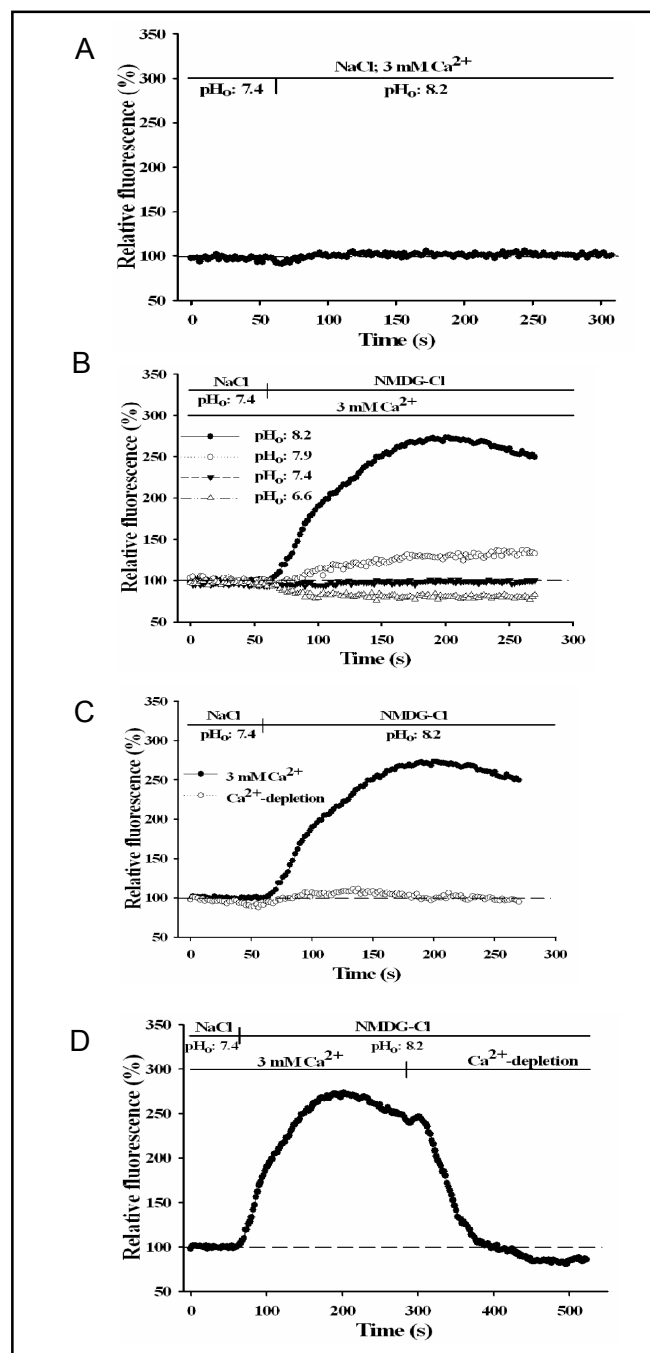 A
NaCl; 3 mM Ca²⁺
pHₒ: 7.4
pHₒ: 8.2
Relative fluorescence (%)
350
300
250
200
150
100
50
0 50 100 150 200 250 300
Time (s)
B
NaCl
NMDG-Cl
pHₒ: 7.4
3 mM Ca²⁺
pHₒ: 8.2
pHₒ: 7.9
pHₒ: 7.4
pHₒ: 6.6
Relative fluorescence (%)
350
300
250
200
150
100
50
0 50 100 150 200 250 300
Time (s)
C
NaCl
NMDG-Cl
pHₒ: 7.4
pHₒ: 8.2
3 mM Ca²⁺
Ca²⁺-depletion
Relative fluorescence (%)
350
300
250
200
150
100
50
0 50 100 150 200 250 300
Time (s)
D
NaCl
NMDG-Cl
pHₒ: 7.4
pHₒ: 8.2
3 mM Ca²⁺
Ca²⁺-depletion
Relative fluorescence (%)
350
300
250
200
150
100
50
0 100 200 300 400 500
Time (s)